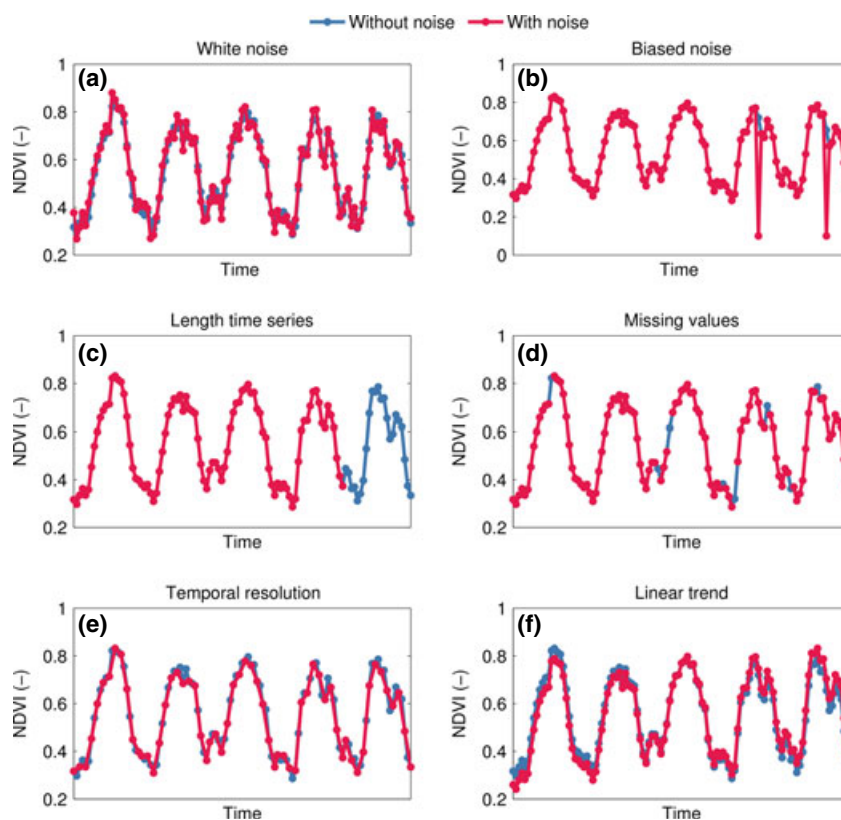 Without noise With noise
White noise
Biased noise
(a)
(b)
1
0.8
0.6
0.4
0.2
NDVI (–)
Time
1
0.8
0.6
0.4
0.2
0
NDVI (–)
Time
Length time series
Missing values
(c)
(d)
1
0.8
0.6
0.4
0.2
NDVI (–)
Time
1
0.8
0.6
0.4
0.2
NDVI (–)
Time
Temporal resolution
Linear trend
(e)
(f)
1
0.8
0.6
0.4
0.2
NDVI (–)
Time
1
0.8
0.6
0.4
0.2
NDVI (–)
Time